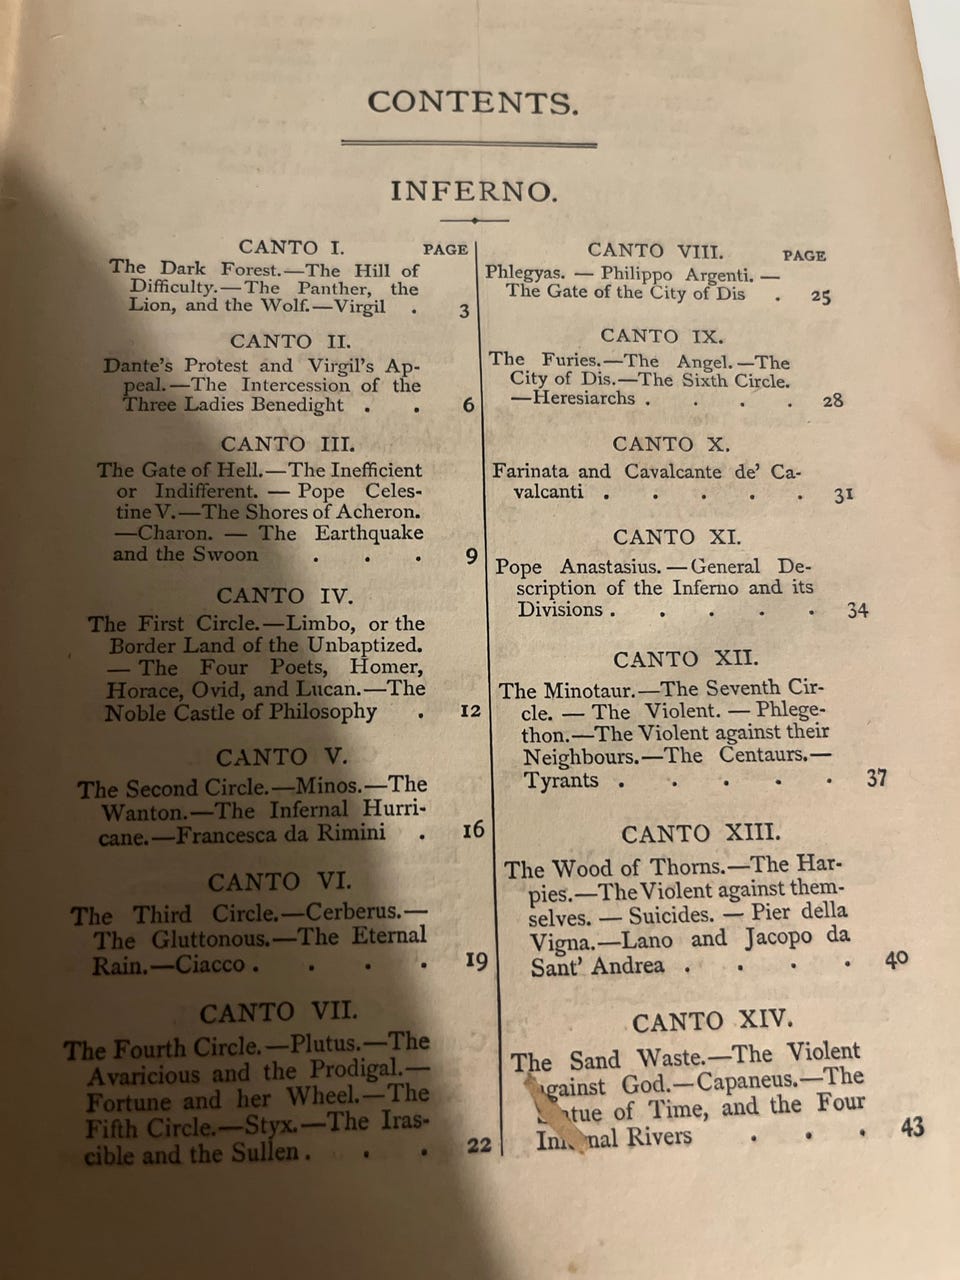 CONTENTS.
INFERNO.
CANTO I. PAGE
The Dark Forest.—The Hill of
Difficulty.—The Panther, the
Lion, and the Wolf.—Virgil . 3
CANTO II.
Dante's Protest and Virgil's Ap-
peal.—The Intercession of the
Three Ladies Benedight . . 6
CANTO III.
The Gate of Hell.—The Inefficient
or Indifferent. — Pope Celes-
tine V.—The Shores of Acheron.
—Charon. — The Earthquake
and the Swoon . . . 9
CANTO IV.
The First Circle.—Limbo, or the
Border Land of the Unbaptized.
— The Four Poets, Homer,
Horace, Ovid, and Lucan.—The
Noble Castle of Philosophy . 12
CANTO V.
The Second Circle.—Minos.—The
Wanton.—The Infernal Hurri-
cane.—Francesca da Rimini . 16
CANTO VI.
The Third Circle.—Cerberus.—
The Gluttonous.—The Eternal
Rain.—Ciacco . . . . 19
CANTO VII.
The Fourth Circle.—Plutus.—The
Avaricious and the Prodigal.—
Fortune and her Wheel.—The
Fifth Circle.—Styx.—The Iras-
cible and the Sullen . . . 22
CANTO VIII. PAGE
Phlegyas. — Philippo Argenti. —
The Gate of the City of Dis . 25
CANTO IX.
The Furies.—The Angel.—The
City of Dis.—The Sixth Circle.
—Heresiarchs . . . . 28
CANTO X.
Farinata and Cavalcante de' Ca-
valcanti . . . . . 31
CANTO XI.
Pope Anastasius. — General De-
scription of the Inferno and its
Divisions . . . . . 34
CANTO XII.
The Minotaur.—The Seventh Cir-
cle. — The Violent. — Phlege-
thon.—The Violent against their
Neighbours.—The Centaurs.—
Tyrants . . . . . 37
CANTO XIII.
The Wood of Thorns.—The Har-
pies.—The Violent against them-
selves. — Suicides. — Pier della
Vigna.—Lano and Jacopo da
Sant' Andrea . . . . 40
CANTO XIV.
The Sand Waste.—The Violent
against God.—Capaneus.—The
Statue of Time, and the Four
Infernal Rivers . . . 43